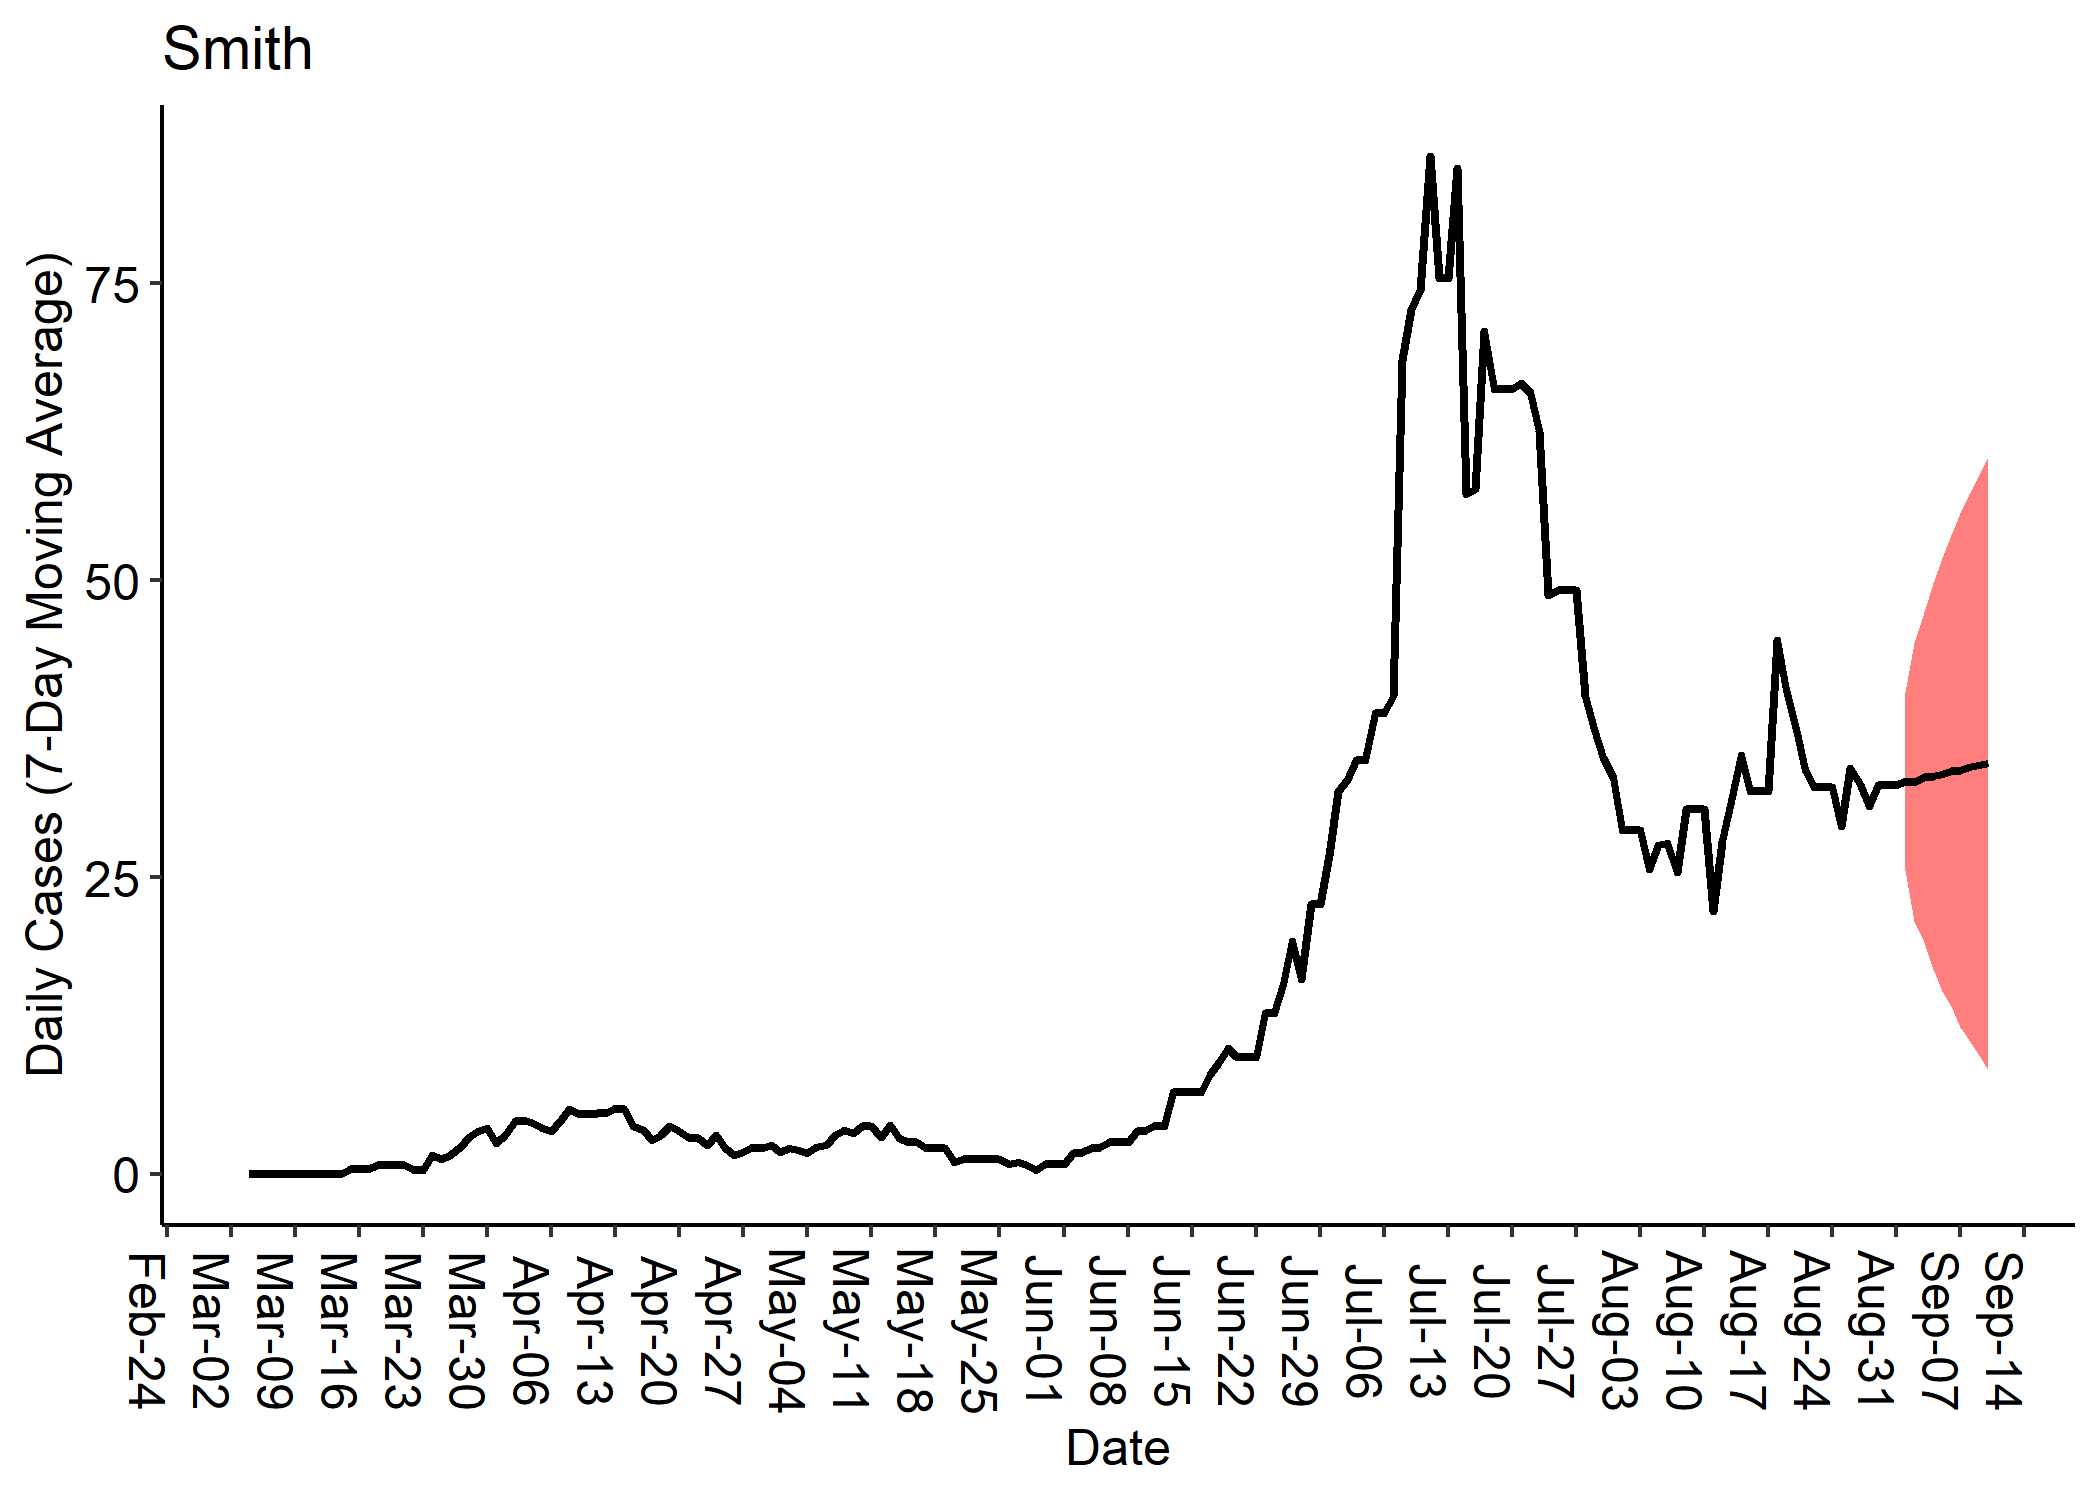 Smith
Daily Cases (7-Day Moving Average)
75
50
25
0
Feb-24
Mar-02
Mar-09
Mar-16
Mar-23
Mar-30
Apr-06
Apr-13
Apr-20
Apr-27
May-04
May-11
May-18
May-25
Jun-01
Jun-08
Jun-15
Jun-22
Jun-29
Jul-06
Jul-13
Jul-20
Jul-27
Aug-03
Aug-10
Aug-17
Aug-24
Aug-31
Sep-07
Sep-14
Date